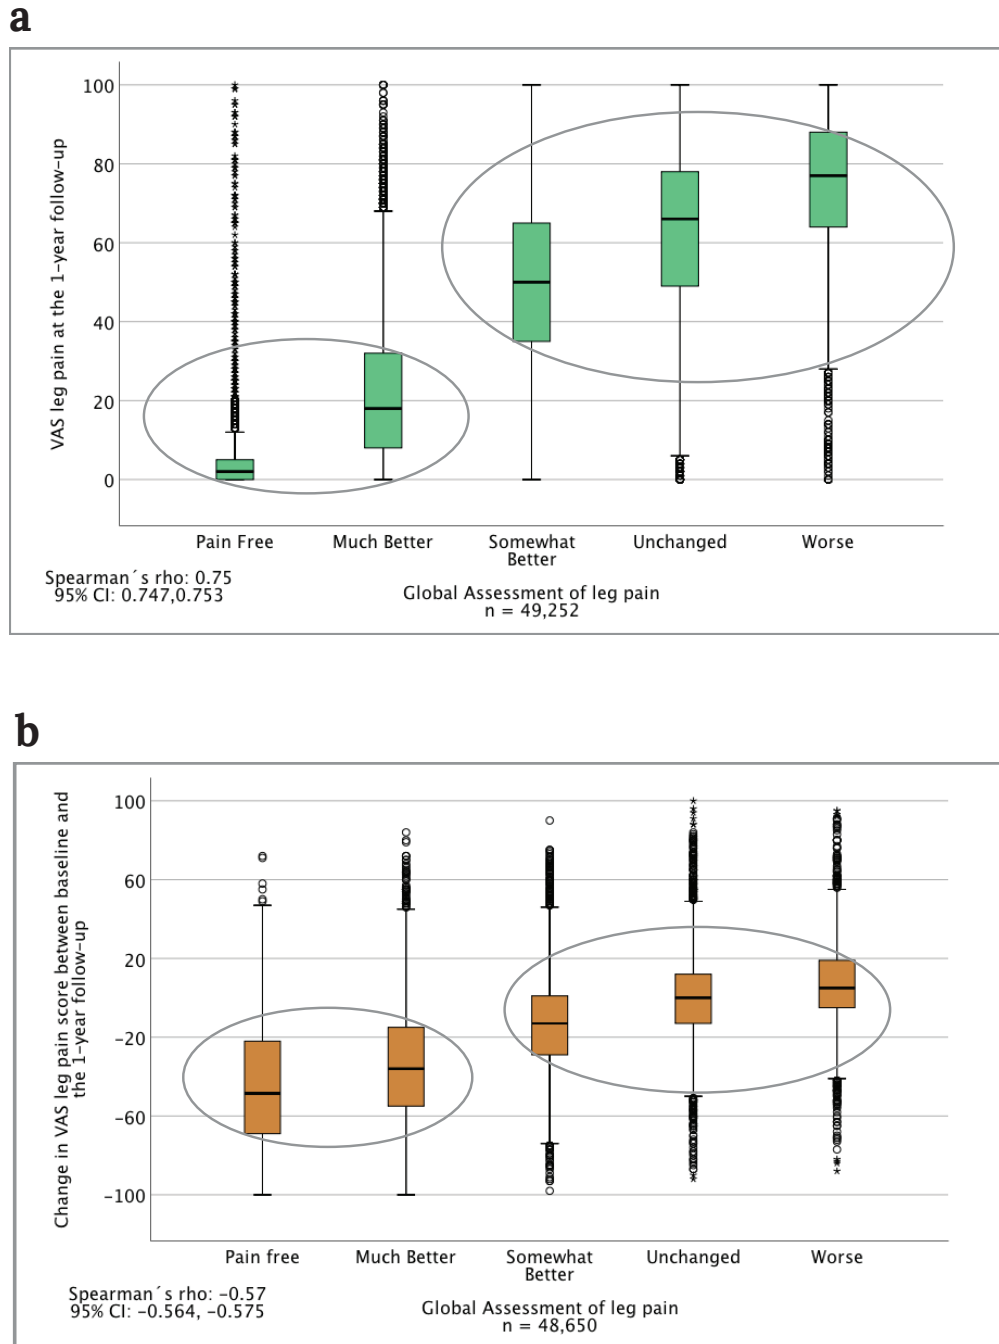 a
VAS leg pain at the 1-year follow-up
100
80
60
40
20
0
Pain Free
Much Better
Somewhat
Better
Unchanged
Worse
Spearman´s rho: 0.75
95% CI: 0.747,0.753
Global Assessment of leg pain
n = 49,252
b
Change in VAS leg pain score between baseline and
the 1-year follow-up
100
60
20
-20
-60
-100
Pain free
Much Better
Somewhat
Better
Unchanged
Worse
Spearman´s rho: -0.57
95% CI: -0.564, -0.575
Global Assessment of leg pain
n = 48,650